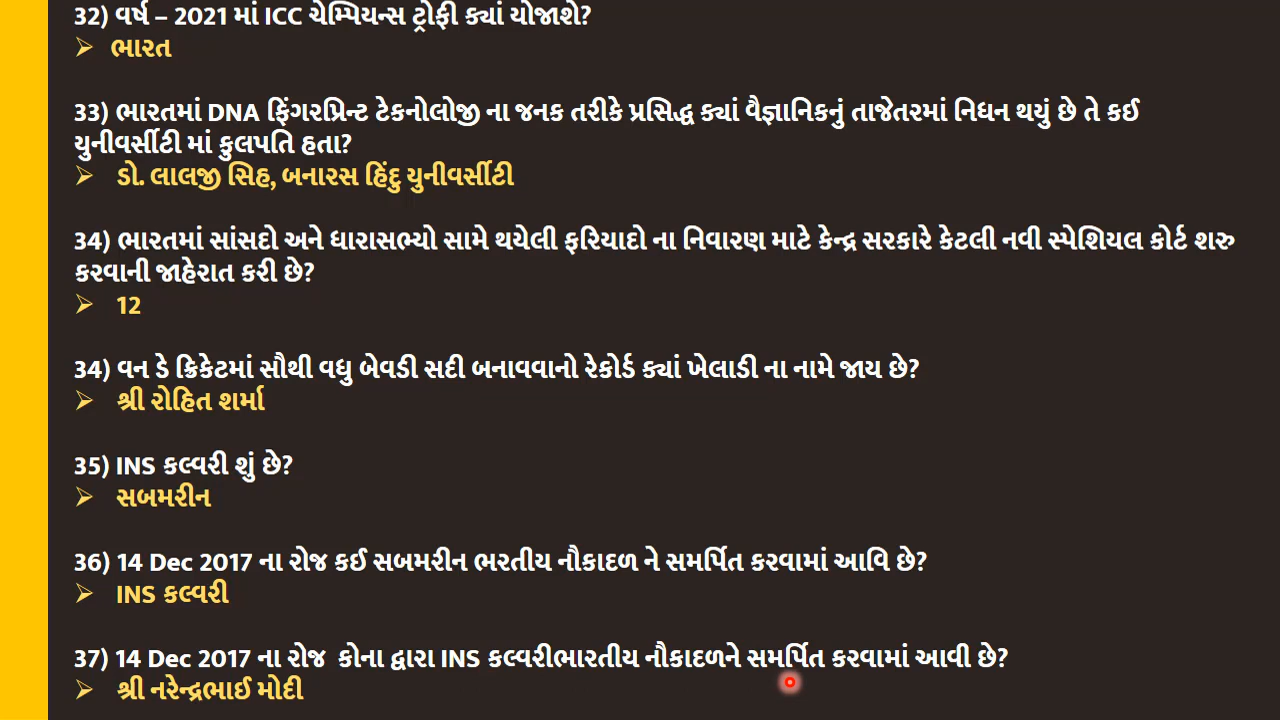 32) વર્ષ – 2021 માં ICC ચેમ્પિયન્સ ટ્રોફી ક્યાં યોજાશે?
➢ ભારત
33) ભારતમાં DNA ફિંગરપ્રિન્ટ ટેકનોલોજી ના જનક તરીકે પ્રસિદ્ધ ક્યાં વૈજ્ઞાનિકનું તાજેતરમાં નિધન થયું છે તે કઈ
યુનીવર્સીટી માં કુલપતિ હતા?
➢ ડો. લાલજી સિહ, બનારસ હિંદુ યુનીવર્સીટી
34) ભારતમાં સાંસદો અને ધારાસભ્યો સામે થયેલી ફરિયાદો ના નિવારણ માટે કેન્દ્ર સરકારે કેટલી નવી સ્પેશિયલ કોર્ટ શરુ
કરવાની જાહેરાત કરી છે?
➢ 12
34) વન ડે ક્રિકેટમાં સૌથી વધુ બેવડી સદી બનાવવાનો રેકોર્ડ ક્યાં ખેલાડી ના નામે જાય છે?
➢ શ્રી રોહિત શર્મા
35) INS કલ્વરી શું છે?
➢ સબમરીન
36) 14 Dec 2017 ના રોજ કઈ સબમરીન ભરતીય નૌકાદળ ને સમર્પિત કરવામાં આવિ છે?
➢ INS કલ્વરી
37) 14 Dec 2017 ના રોજ કોના દ્વારા INS કલ્વરીભારતીય નૌકાદળને સમર્પિત કરવામાં આવી છે?
➢ શ્રી નરેન્દ્રભાઈ મોદી